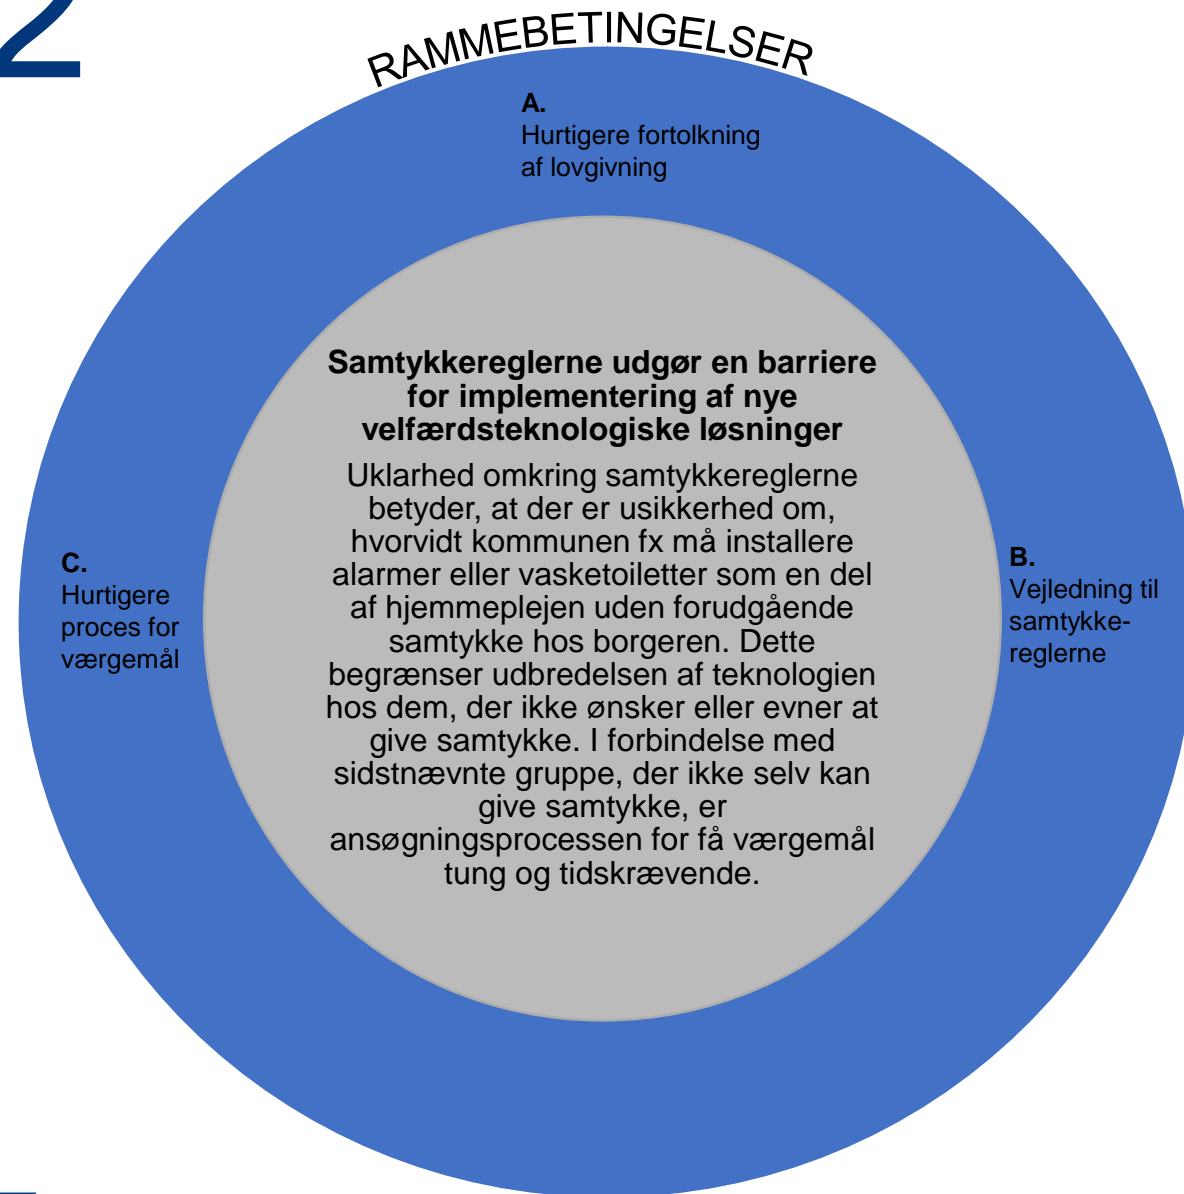 2
RAMMEBETINGELSER
A.
Hurtigere fortolkning
af lovgivning
Samtykkereglerne udgør en barriere
for implementering af nye
velfærdsteknologiske løsninger
Uklarhed omkring samtykkereglerne
betyder, at der er usikkerhed om,
hvorvidt kommunen fx må installere
alarmer eller vasketoiletter som en del
af hjemmeplejen uden forudgående
samtykke hos borgeren. Dette
begrænser udbredelsen af teknologien
hos dem, der ikke ønsker eller evner at
give samtykke. I forbindelse med
sidstnævnte gruppe, der ikke selv kan
give samtykke, er
ansøgningsprocessen for få værgemål
tung og tidskrævende.
B.
Vejledning til
samtykke-
reglerne
C.
Hurtigere
proces for
værgemål